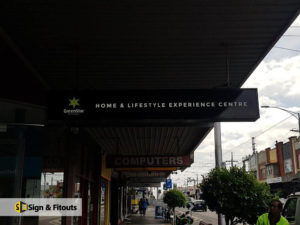 GreenStar
HOME & LIFESTYLE EXPERIENCE CENTRE
COMPUTERS
Sign & Fitouts